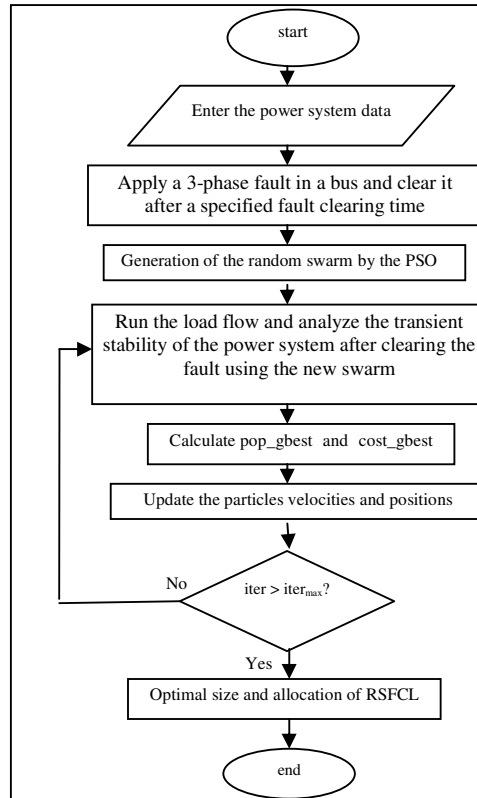 start
Enter the power system data
Apply a 3-phase fault in a bus and clear it
after a specified fault clearing time
Generation of the random swarm by the PSO
Run the load flow and analyze the transient
stability of the power system after clearing the
fault using the new swarm
Calculate pop_gbest and cost_gbest
Update the particles velocities and positions
No
iter > itermax?
Yes
Optimal size and allocation of RSFCL
end